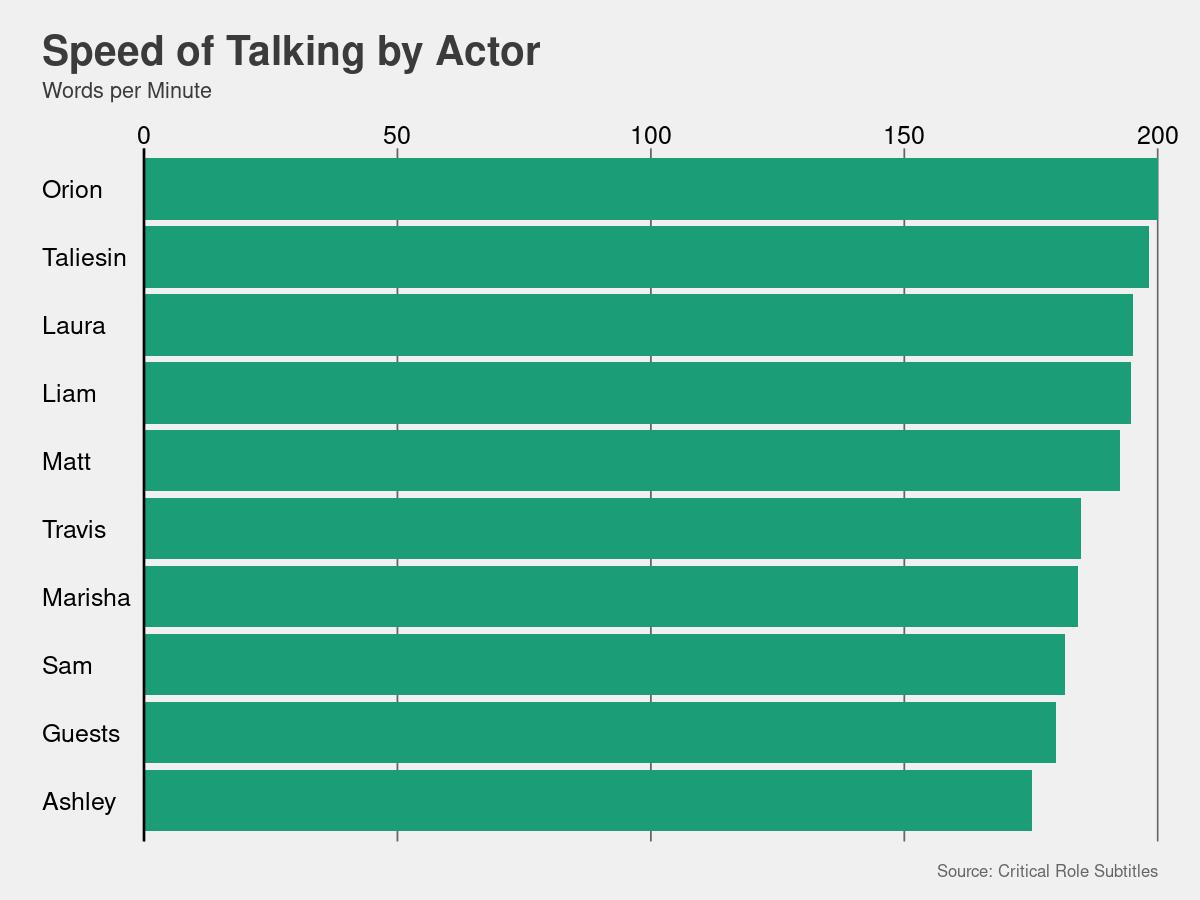 Speed of Talking by Actor
Words per Minute
0 50 100 150 200
Orion
Taliesin
Laura
Liam
Matt
Travis
Marisha
Sam
Guests
Ashley
Source: Critical Role Subtitles